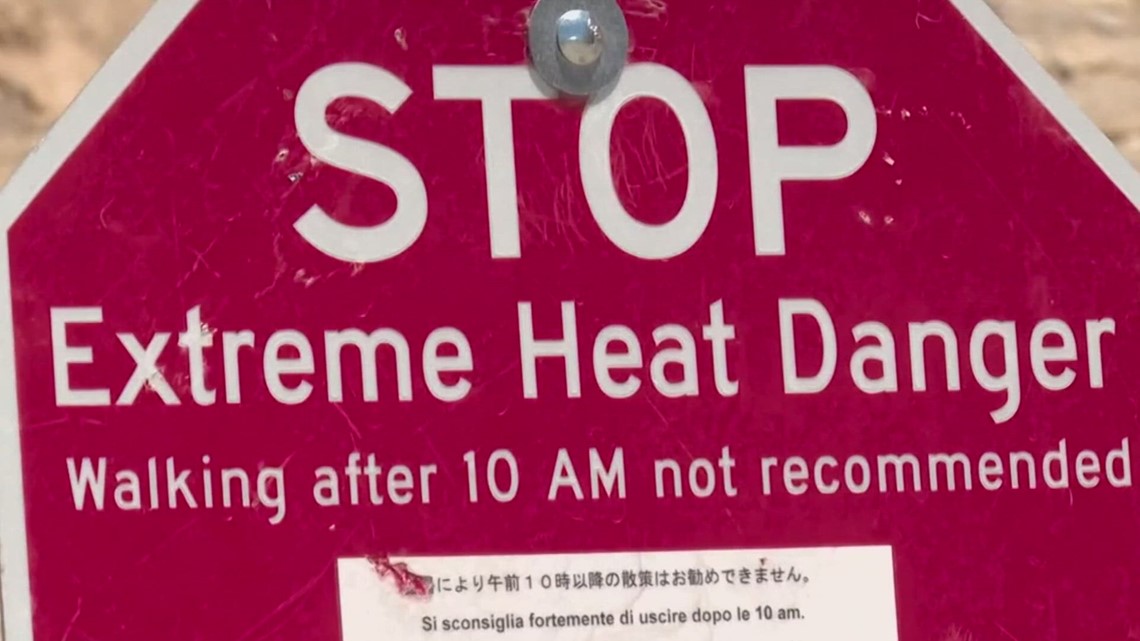 STOP
Extreme Heat Danger
Walking after 10 AM not recommended
により午前10時以降の散策はお勧めできません。
Si sconsiglia fortemente di uscire dopo le 10 am.